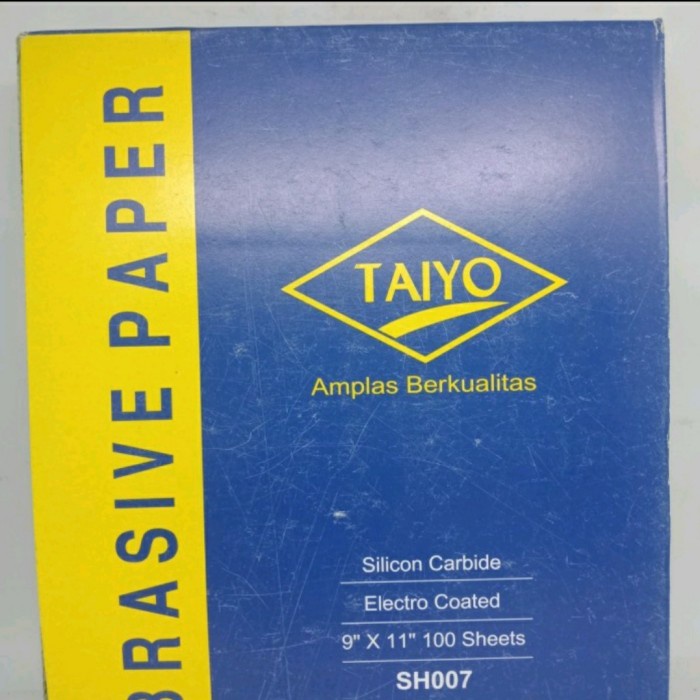 BRASIVE PAPER
TAIYO
Amplas Berkualitas
Silicon Carbide
Electro Coated
9" X 11" 100 Sheets
SH007